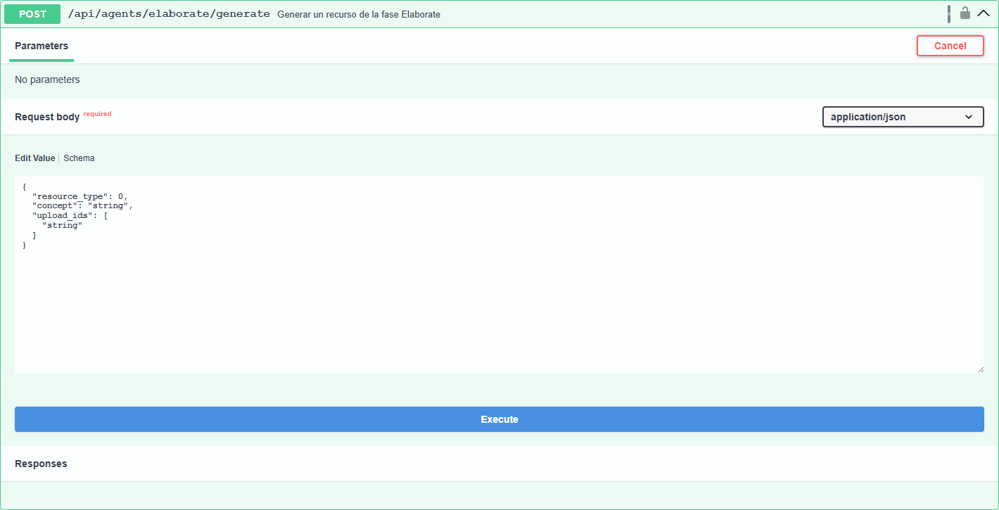 POST /api/agents/elaborate/generate Generar un recurso de la fase Elaborate
Parameters
Cancel
No parameters
Request body required
application/json
Edit Value | Schema
{
  "resource_type": 0,
  "concept": "string",
  "upload_ids": [
    "string"
  ]
}
Execute
Responses